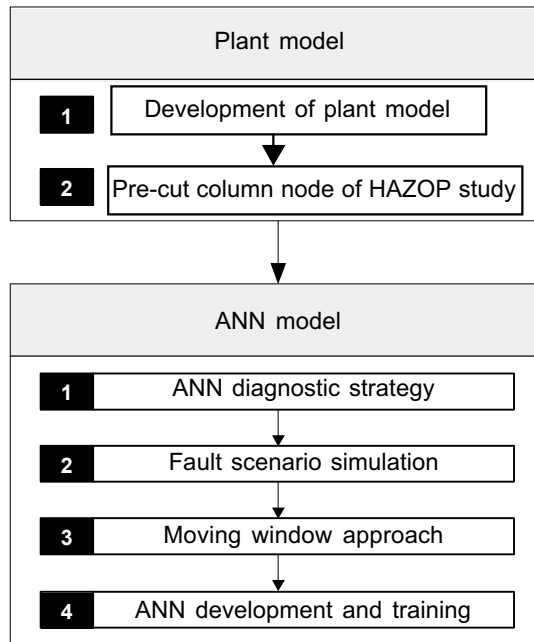 Plant model
1 Development of plant model
2 Pre-cut column node of HAZOP study
ANN model
1 ANN diagnostic strategy
2 Fault scenario simulation
3 Moving window approach
4 ANN development and training